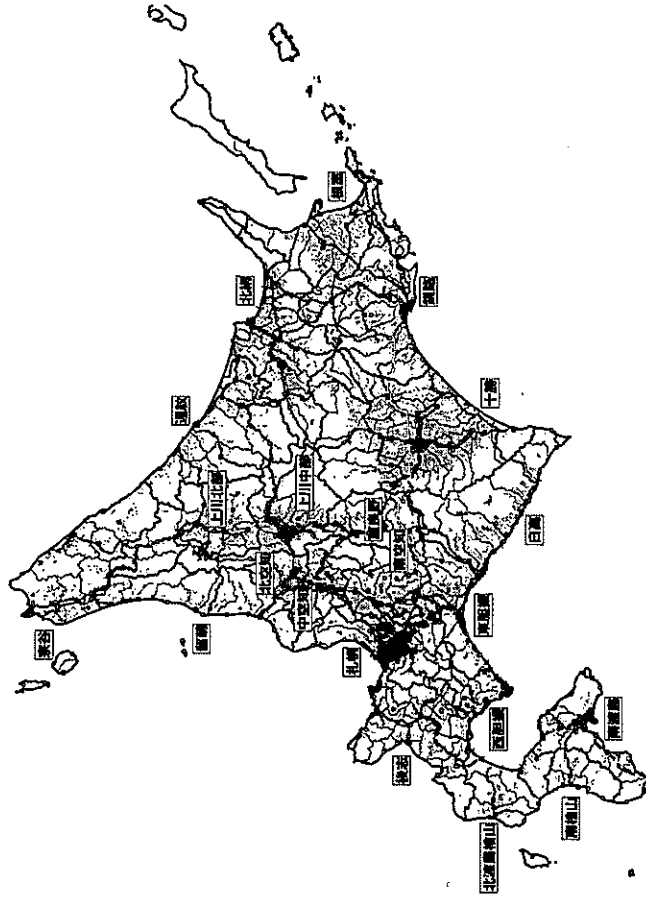 宗谷
留萌
上川北部
遠紋
北網
根室
釧路
十勝
日高
上川中部
富良野
北空知
中空知
南空知
札幌
東胆振
西胆振
後志
北渡島檜山
南檜山
南渡島